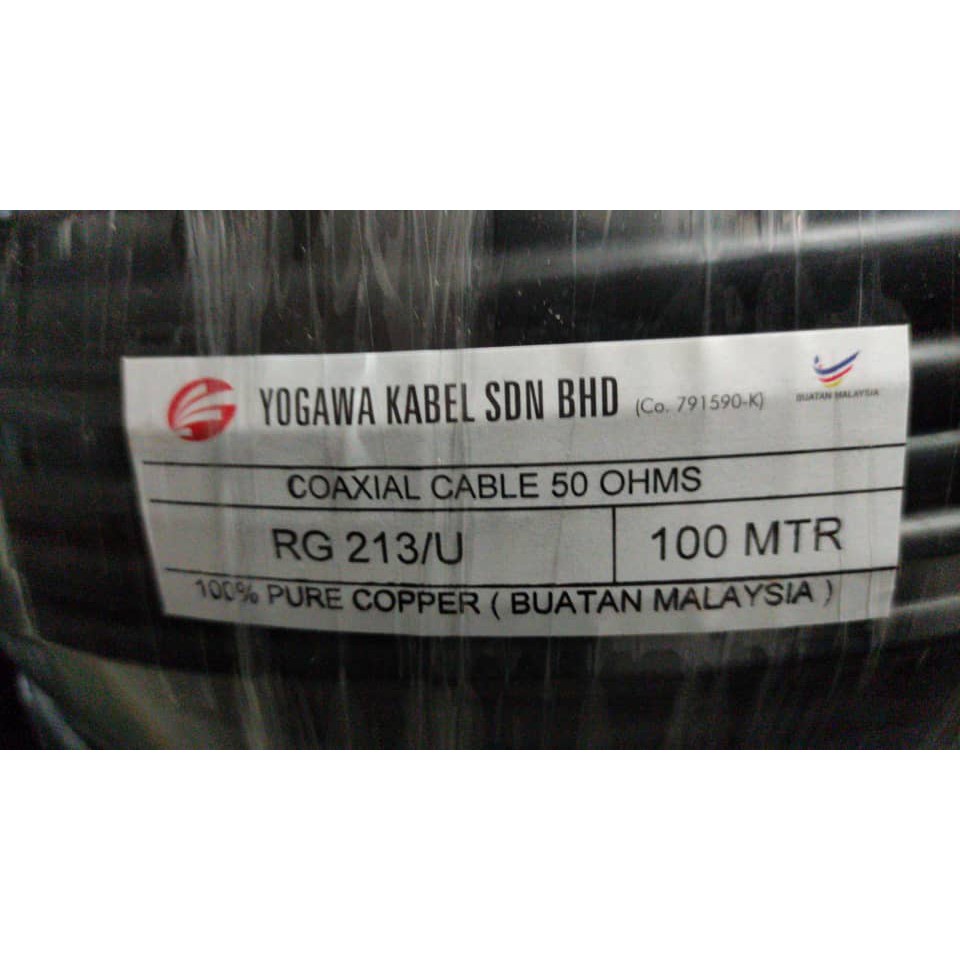 YOGAWA KABEL SDN BHD (Co. 791590-K)
BUATAN MALAYSIA
COAXIAL CABLE 50 OHMS
RG 213/U 100 MTR
100% PURE COPPER ( BUATAN MALAYSIA )